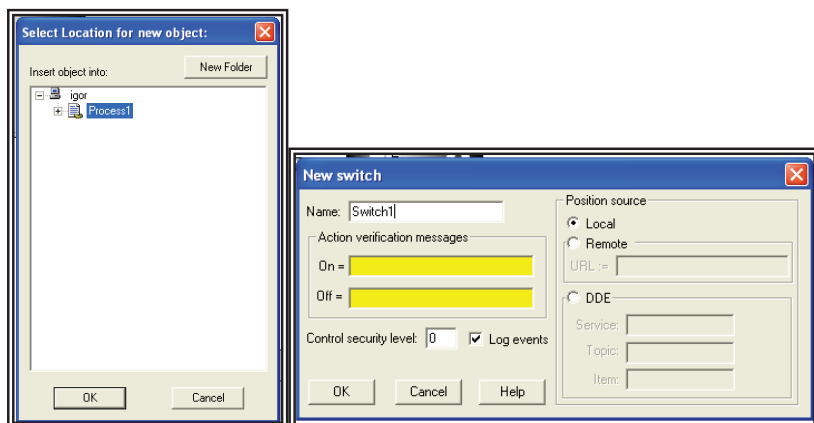 Select Location for new object:
Insert object into:
New Folder
igor
Process1
OK
Cancel
New switch
Name:
Switch1
Action verification messages
On =
Off =
Control security level:
0
Log events
OK
Cancel
Help
Position source
Local
Remote
URL :=
DDE
Service:
Topic:
Item: